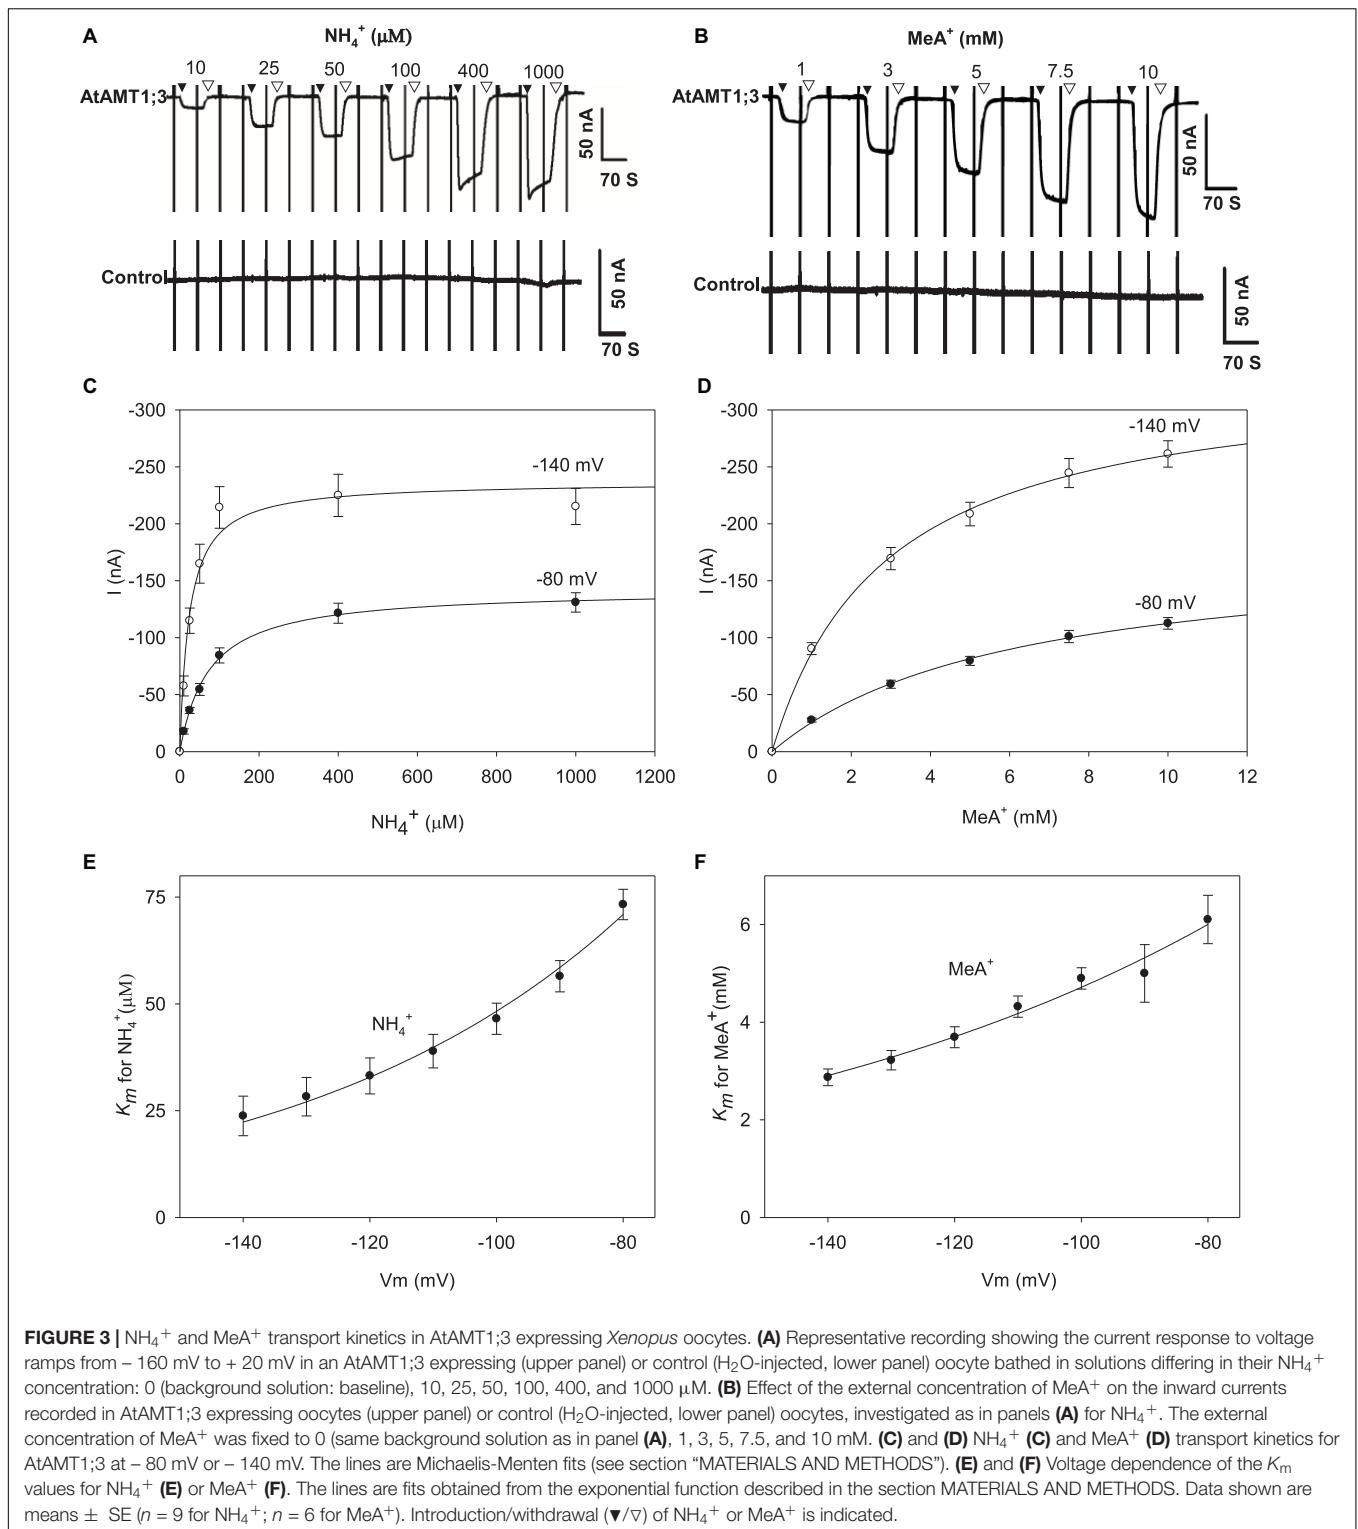 A
NH4+ (μM)
10 25 50 100 400 1000
AtAMT1;3
50 nA
70 S
Control
50 nA
70 S
B
MeA+ (mM)
1 3 5 7.5 10
AtAMT1;3
50 nA
70 S
Control
50 nA
70 S
C
-300
-250
-200
-150
-100
-50
0
I (nA)
-140 mV
-80 mV
0 200 400 600 800 1000 1200
NH4+ (μM)
D
-300
-250
-200
-150
-100
-50
0
I (nA)
-140 mV
-80 mV
0 2 4 6 8 10 12
MeA+ (mM)
E
75
50
25
0
Km for NH4+(μM)
NH4+
-140 -120 -100 -80
Vm (mV)
F
6
4
2
0
Km for MeA+(mM)
MeA+
-140 -120 -100 -80
Vm (mV)
FIGURE 3 | NH4+ and MeA+ transport kinetics in AtAMT1;3 expressing Xenopus oocytes. (A) Representative recording showing the current response to voltage
ramps from – 160 mV to + 20 mV in an AtAMT1;3 expressing (upper panel) or control (H2O-injected, lower panel) oocyte bathed in solutions differing in their NH4+
concentration: 0 (background solution: baseline), 10, 25, 50, 100, 400, and 1000 μM. (B) Effect of the external concentration of MeA+ on the inward currents
recorded in AtAMT1;3 expressing oocytes (upper panel) or control (H2O-injected, lower panel) oocytes, investigated as in panels (A) for NH4+. The external
concentration of MeA+ was fixed to 0 (same background solution as in panel (A), 1, 3, 5, 7.5, and 10 mM. (C) and (D) NH4+ (C) and MeA+ (D) transport kinetics for
AtAMT1;3 at – 80 mV or – 140 mV. The lines are Michaelis-Menten fits (see section “MATERIALS AND METHODS”). (E) and (F) Voltage dependence of the Km
values for NH4+ (E) or MeA+ (F). The lines are fits obtained from the exponential function described in the section MATERIALS AND METHODS. Data shown are
means ± SE (n = 9 for NH4+; n = 6 for MeA+). Introduction/withdrawal (▼/▽) of NH4+ or MeA+ is indicated.